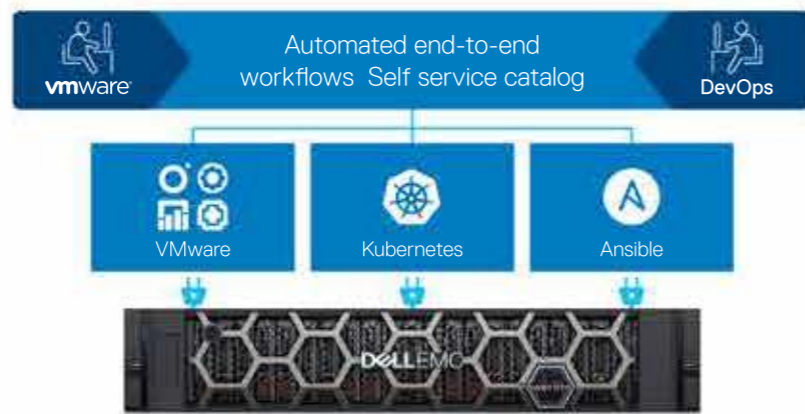 Automated end-to-end
workflows Self service catalog
vmware®
DevOps
VMware
Kubernetes
Ansible
DELLEMC